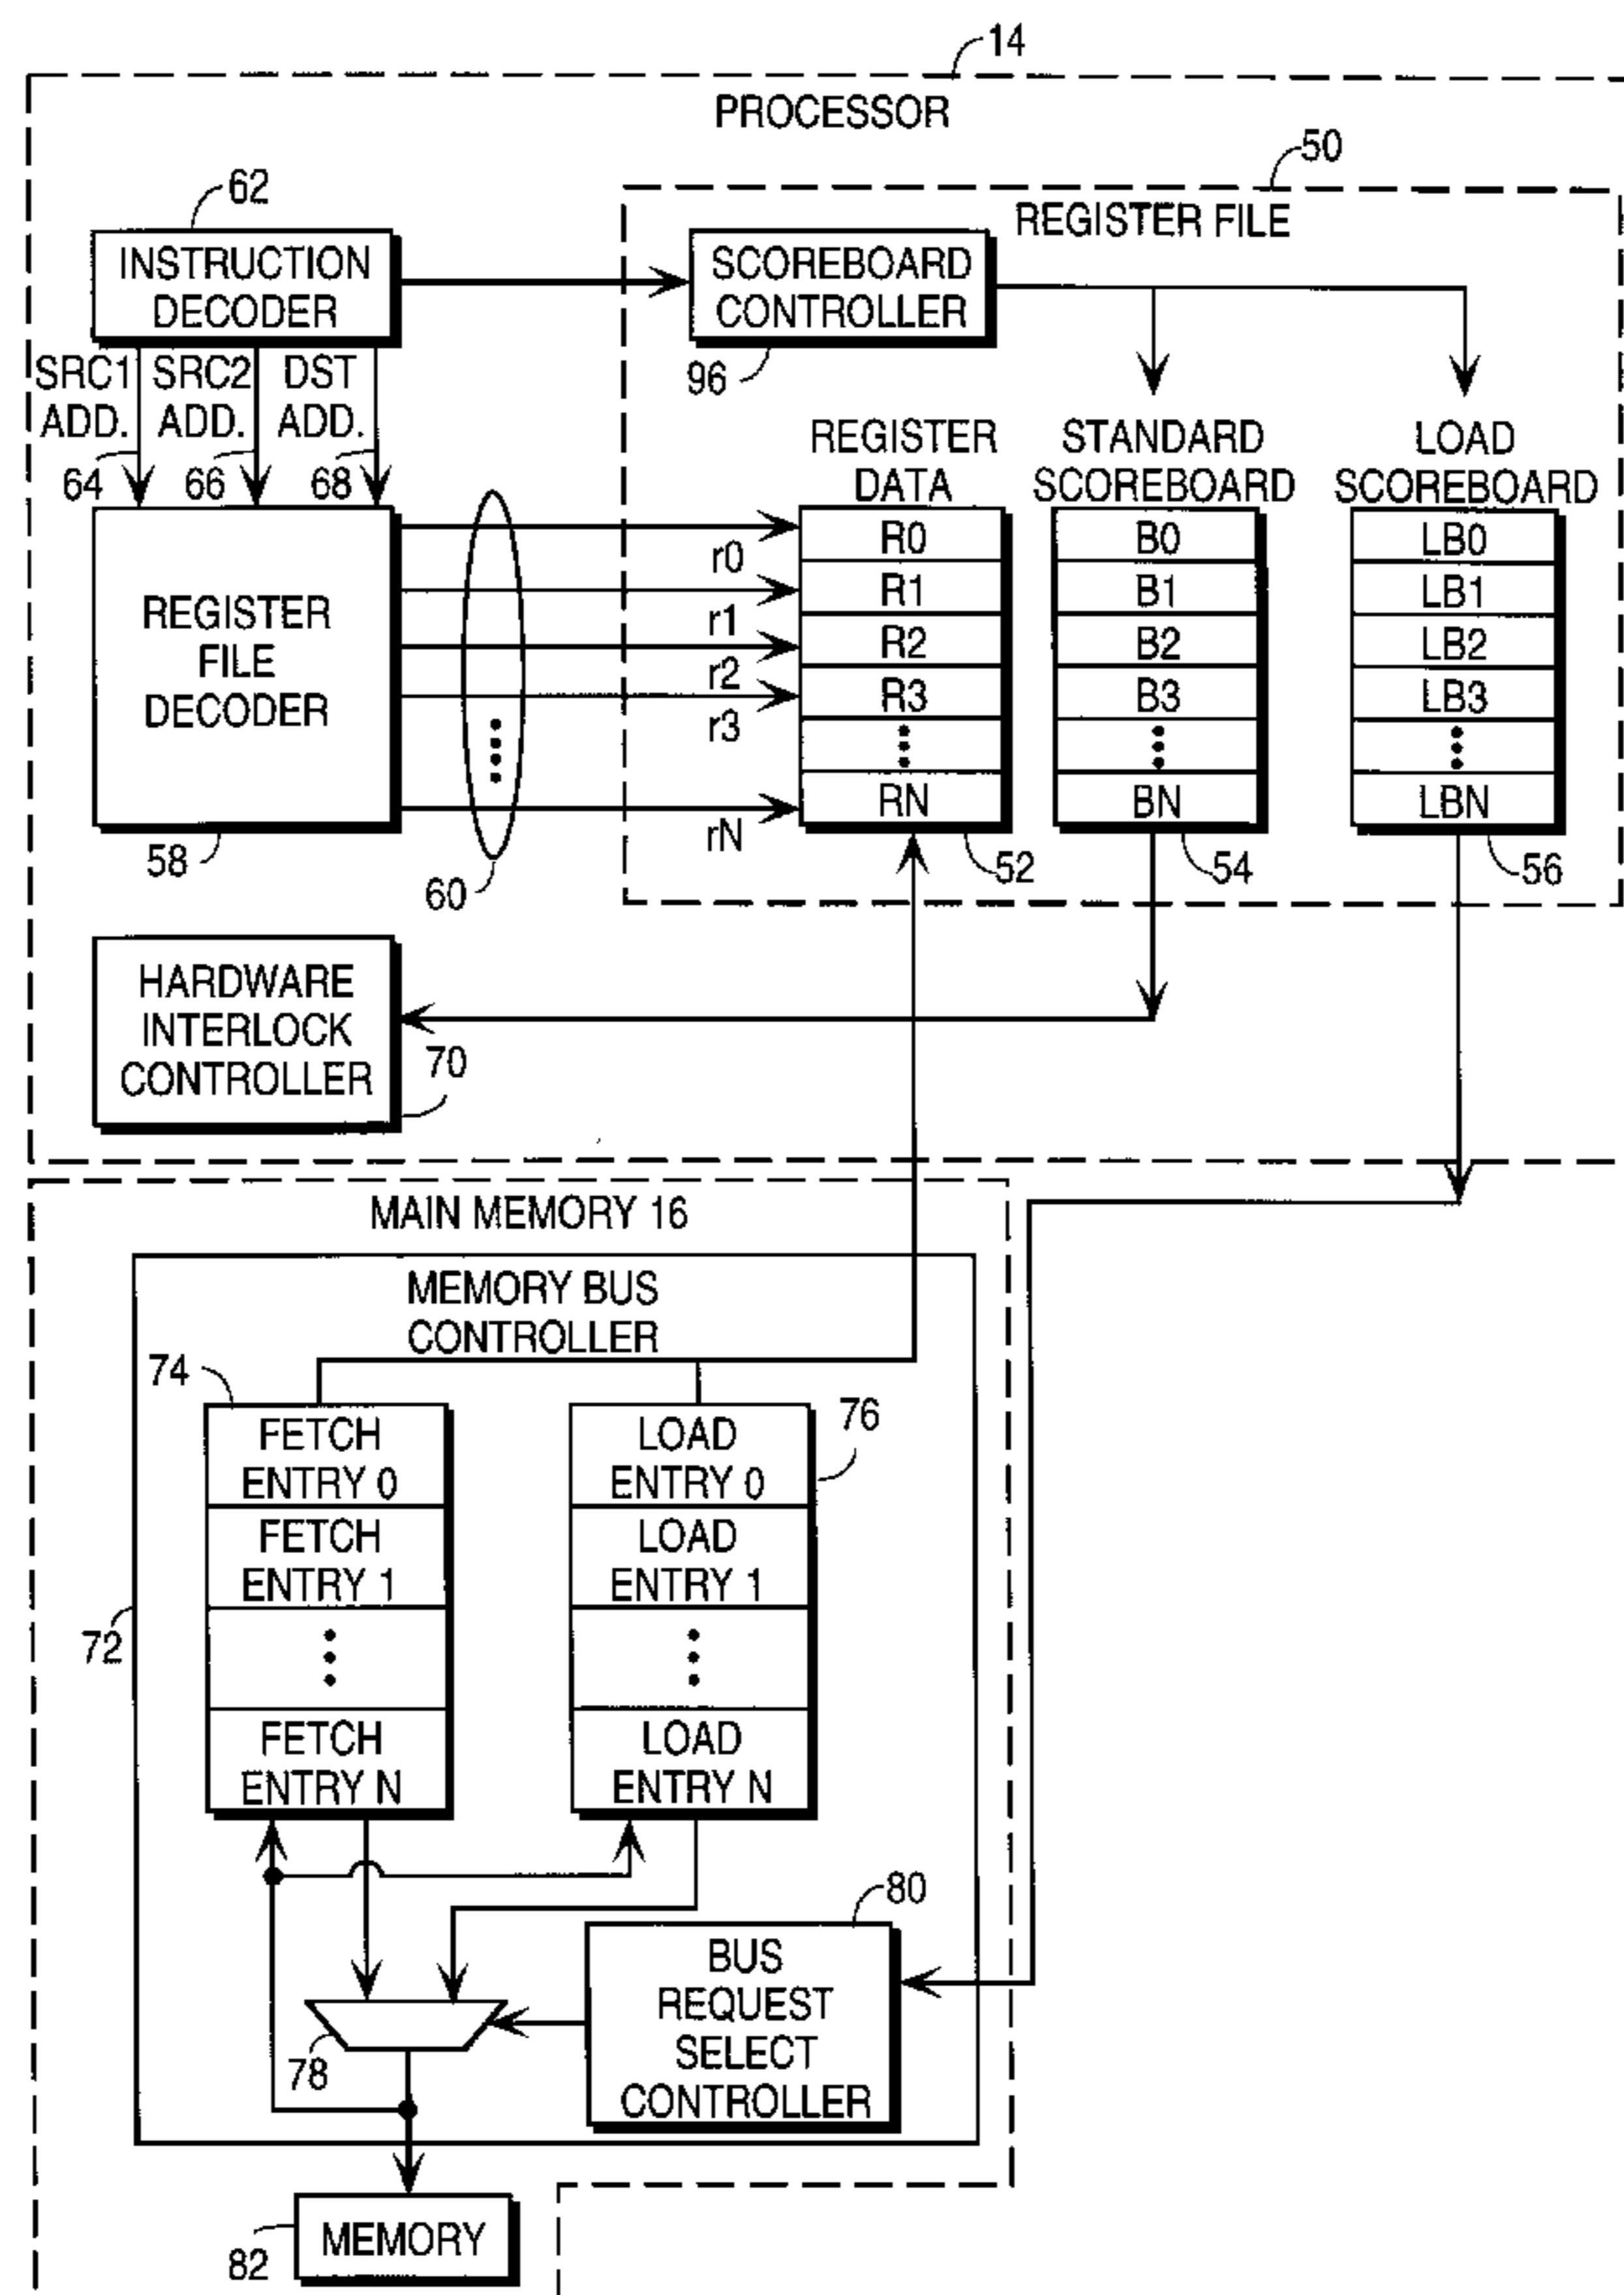 14
PROCESSOR
50
62
REGISTER FILE
INSTRUCTION
DECODER
SCOREBOARD
CONTROLLER
96
SRC1
ADD.
64
SRC2
ADD.
66
DST
ADD.
68
REGISTER
DATA
STANDARD
SCOREBOARD
LOAD
SCOREBOARD
REGISTER
FILE
DECODER
58
60
r0
r1
r2
r3
rN
R0
R1
R2
R3
RN
52
B0
B1
B2
B3
BN
54
LB0
LB1
LB2
LB3
LBN
56
HARDWARE
INTERLOCK
CONTROLLER
70
MAIN MEMORY 16
MEMORY BUS
CONTROLLER
72
74
FETCH
ENTRY 0
FETCH
ENTRY 1
FETCH
ENTRY N
76
LOAD
ENTRY 0
LOAD
ENTRY 1
LOAD
ENTRY N
80
BUS
REQUEST
SELECT
CONTROLLER
78
MEMORY
82